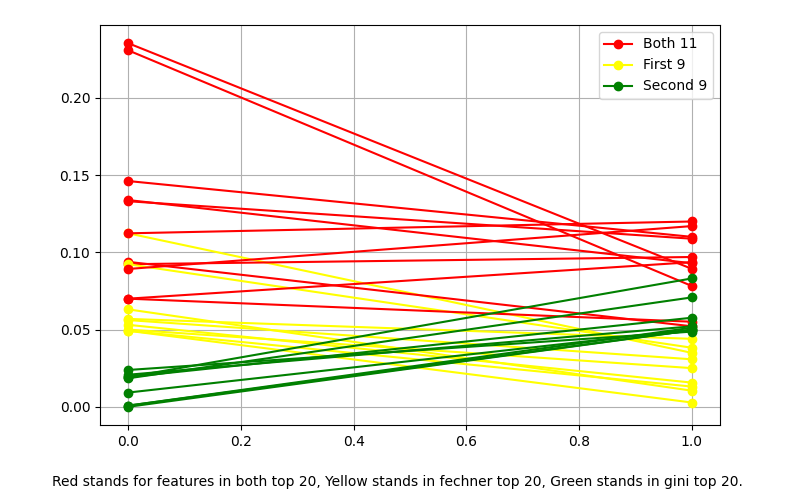 Both 11
First 9
Second 9
0.20
0.15
0.10
0.05
0.00
0.0 0.2 0.4 0.6 0.8 1.0
Red stands for features in both top 20, Yellow stands in fechner top 20, Green stands in gini top 20.